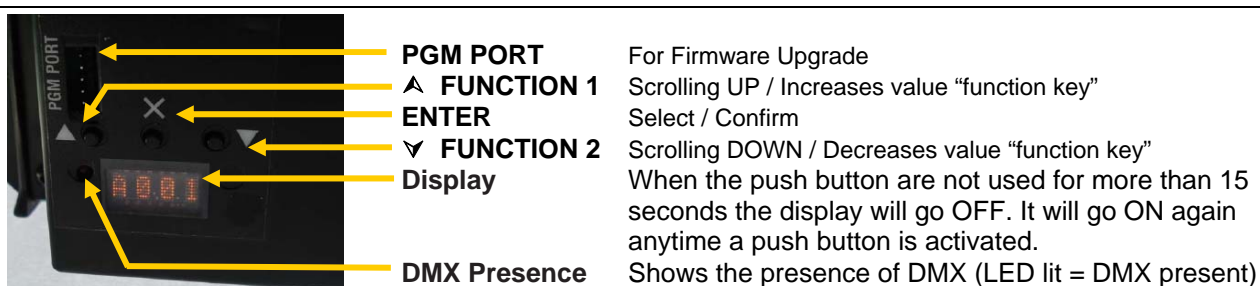 PGM PORT
A001
PGM PORT For Firmware Upgrade
FUNCTION 1 Scrolling UP / Increases value “function key”
ENTER Select / Confirm
FUNCTION 2 Scrolling DOWN / Decreases value “function key”
Display When the push button are not used for more than 15
seconds the display will go OFF. It will go ON again
anytime a push button is activated.
DMX Presence Shows the presence of DMX (LED lit = DMX present)